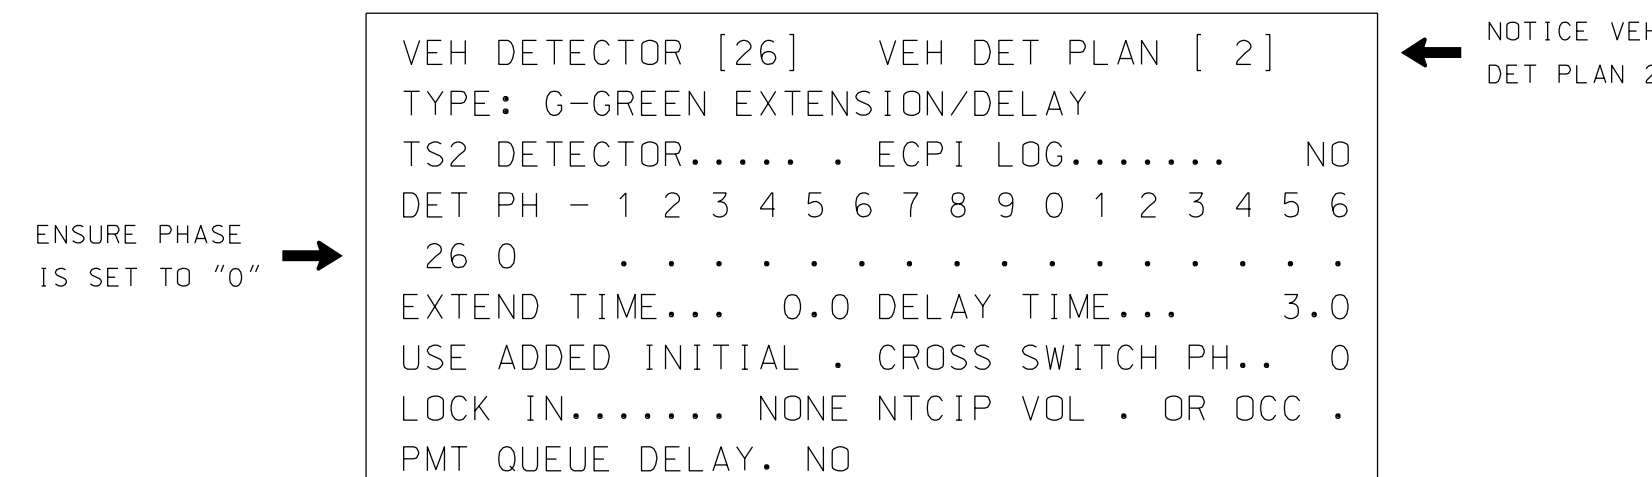 VEH DETECTOR [26] VEH DET PLAN [ 2]
TYPE: G-GREEN EXTENSION/DELAY
TS2 DETECTOR..... . ECPI LOG....... NO
DET PH - 1 2 3 4 5 6 7 8 9 0 1 2 3 4 5 6
26 0 . . . . . . . . . . . . . . . .
EXTEND TIME... 0.0 DELAY TIME... 3.0
USE ADDED INITIAL . CROSS SWITCH PH.. 0
LOCK IN....... NONE NTCIP VOL . OR OCC .
PMT QUEUE DELAY. NO
NOTICE VEH
DET PLAN 2
ENSURE PHASE
IS SET TO "0"